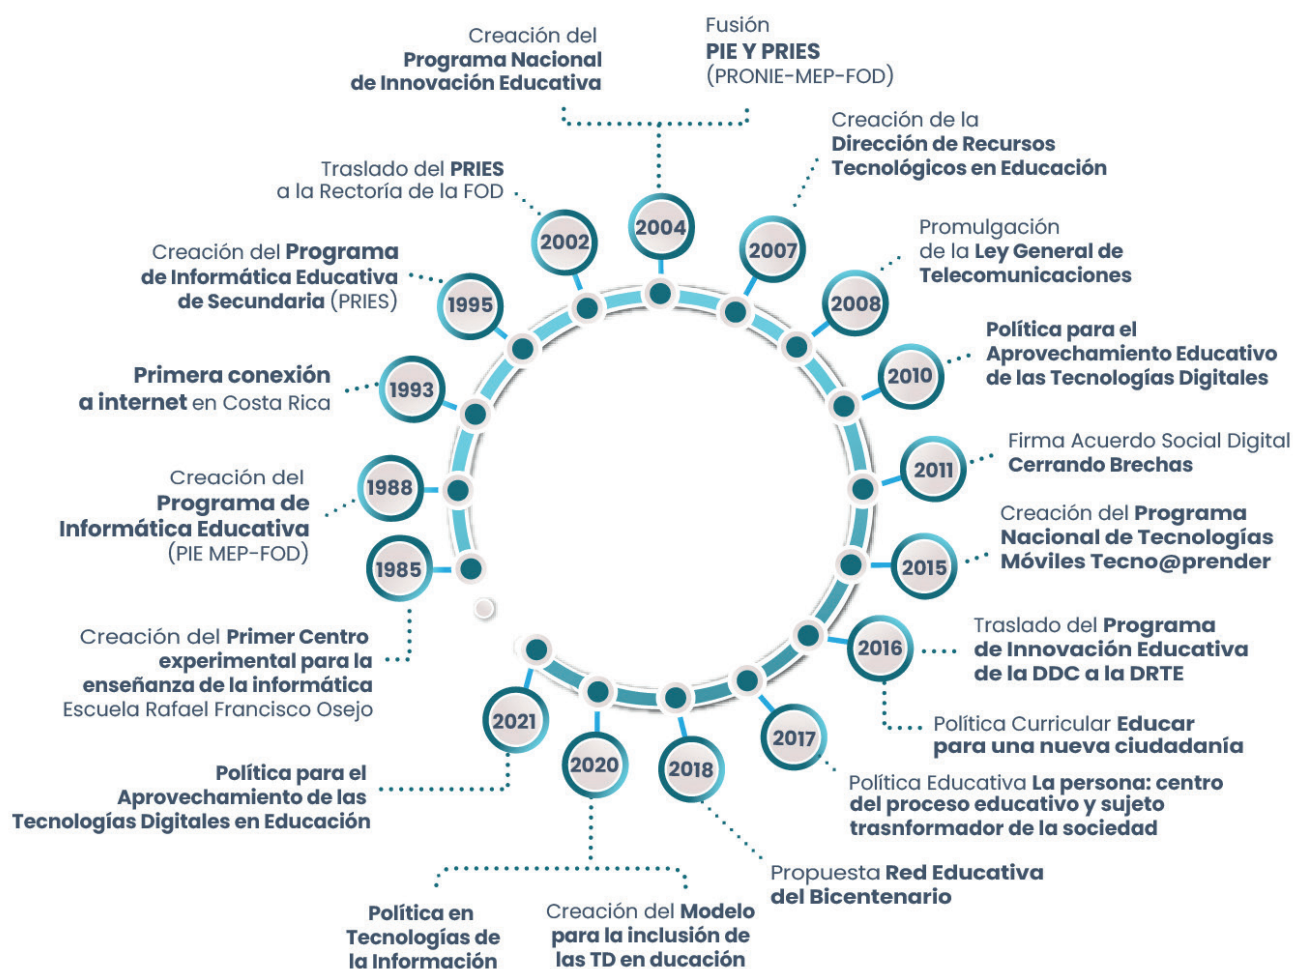 1985
Creación del Primer Centro
experimental para la
enseñanza de la informática
Escuela Rafael Francisco Osejo
1988
Creación del
Programa de
Informática Educativa
(PIE MEP-FOD)
1993
Primera conexión
a internet en Costa Rica
1995
Creación del Programa
de Informática Educativa
de Secundaria (PRIES)
2002
Traslado del PRIES
a la Rectoría de la FOD
2004
Creación del
Programa Nacional
de Innovación Educativa
Fusión
PIE Y PRIES
(PRONIE-MEP-FOD)
2007
Creación de la
Dirección de Recursos
Tecnológicos en Educación
2008
Promulgación
de la Ley General de
Telecomunicaciones
2010
Política para el
Aprovechamiento Educativo
de las Tecnologías Digitales
2011
Firma Acuerdo Social Digital
Cerrando Brechas
2015
Creación del Programa
Nacional de Tecnologías
Móviles Tecno@prender
2016
Traslado del Programa
de Innovación Educativa
de la DDC a la DRTE
Política Curricular Educar
para una nueva ciudadanía
2017
Política Educativa La persona: centro
del proceso educativo y sujeto
trasnformador de la sociedad
2018
Propuesta Red Educativa
del Bicentenario
2020
Política en
Tecnologías de
la Información
Creación del Modelo
para la inclusión de
las TD en ducación
2021
Política para el
Aprovechamiento de las
Tecnologías Digitales en Educación